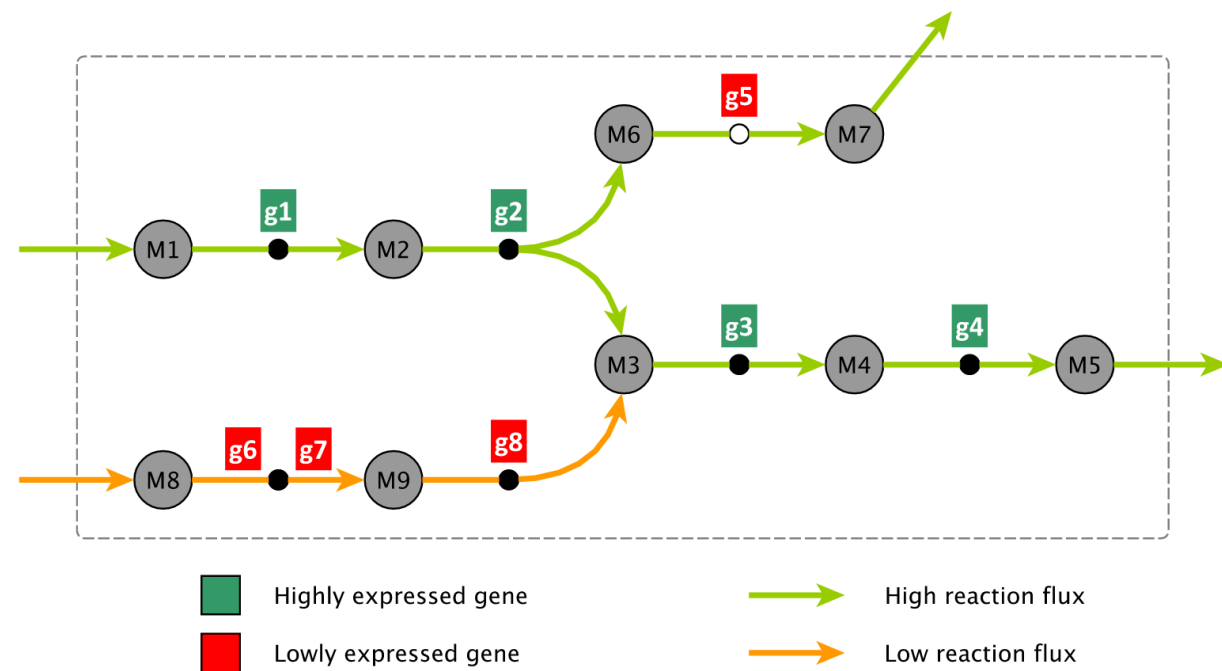 g5
M6
M7
g1
g2
M1
M2
g3
g4
M3
M4
M5
g6
g7
g8
M8
M9
Highly expressed gene
High reaction flux
Lowly expressed gene
Low reaction flux